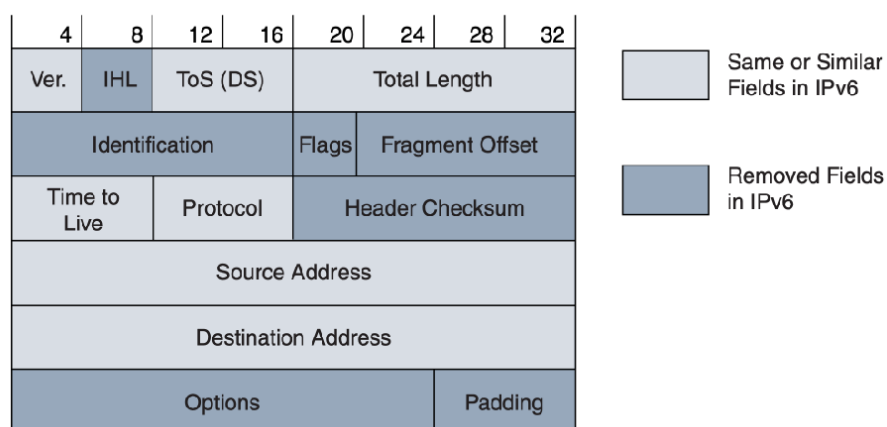 4 8 12 16 20 24 28 32
Ver. IHL ToS (DS) Total Length
Identification Flags Fragment Offset
Time to
Live
Protocol Header Checksum
Source Address
Destination Address
Options Padding
Same or Similar
Fields in IPv6
Removed Fields
in IPv6